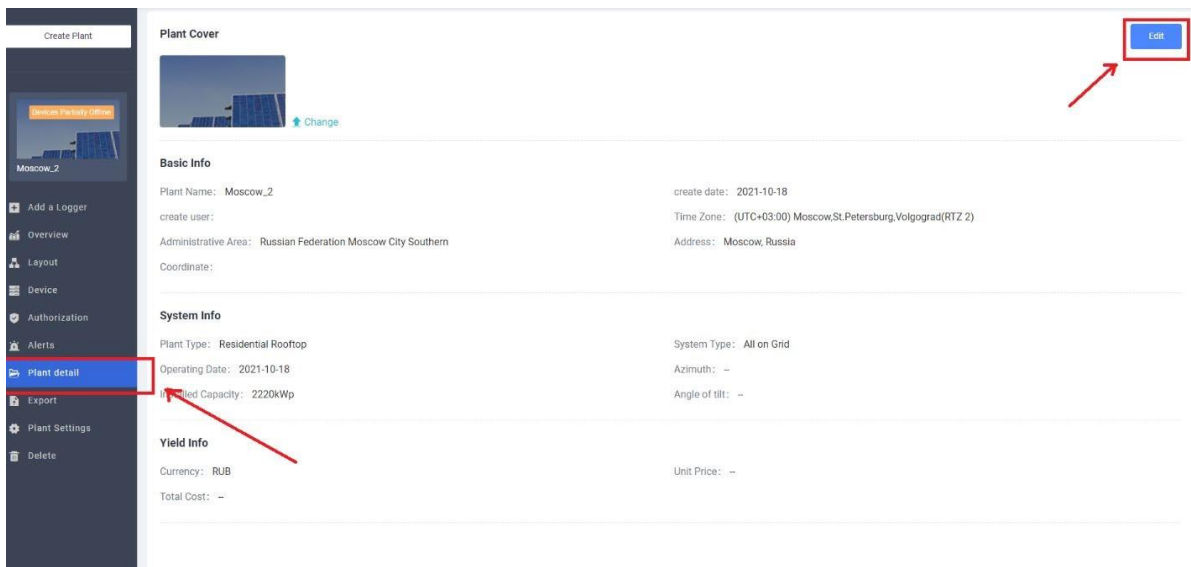 Create Plant
Devices Partially Offline
Moscow_2
Add a Logger
Overview
Layout
Device
Authorization
Alerts
Plant detail
Export
Plant Settings
Delete
Plant Cover
Edit
Change
Basic Info
Plant Name: Moscow_2
create date: 2021-10-18
create user:
Time Zone: (UTC+03:00) Moscow,St.Petersburg,Volgograd(RTZ 2)
Administrative Area: Russian Federation Moscow City Southern
Address: Moscow, Russia
Coordinate:
System Info
Plant Type: Residential Rooftop
System Type: All on Grid
Operating Date: 2021-10-18
Azimuth: --
Installed Capacity: 2220kWp
Angle of tilt: --
Yield Info
Currency: RUB
Unit Price: --
Total Cost: --